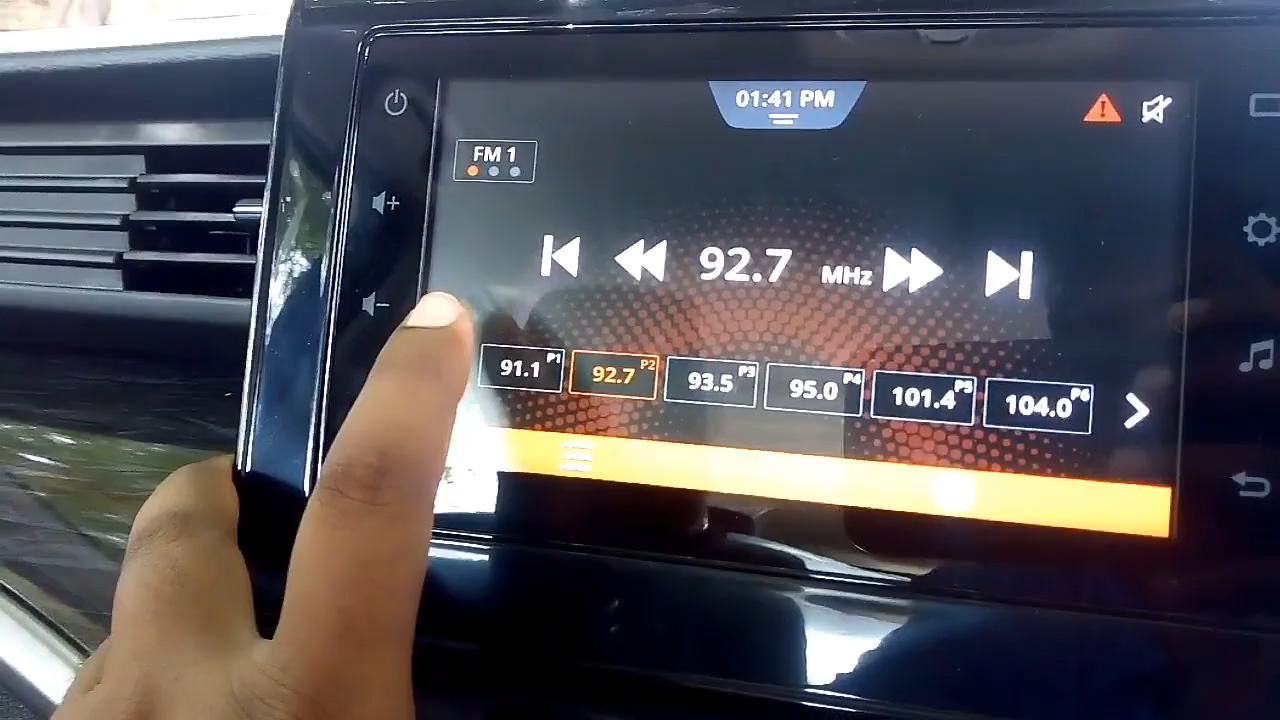 01:41 PM
FM 1
92.7 MHz
91.1 P1
92.7 P2
93.5 P3
95.0 P4
101.4 P5
104.0 P6